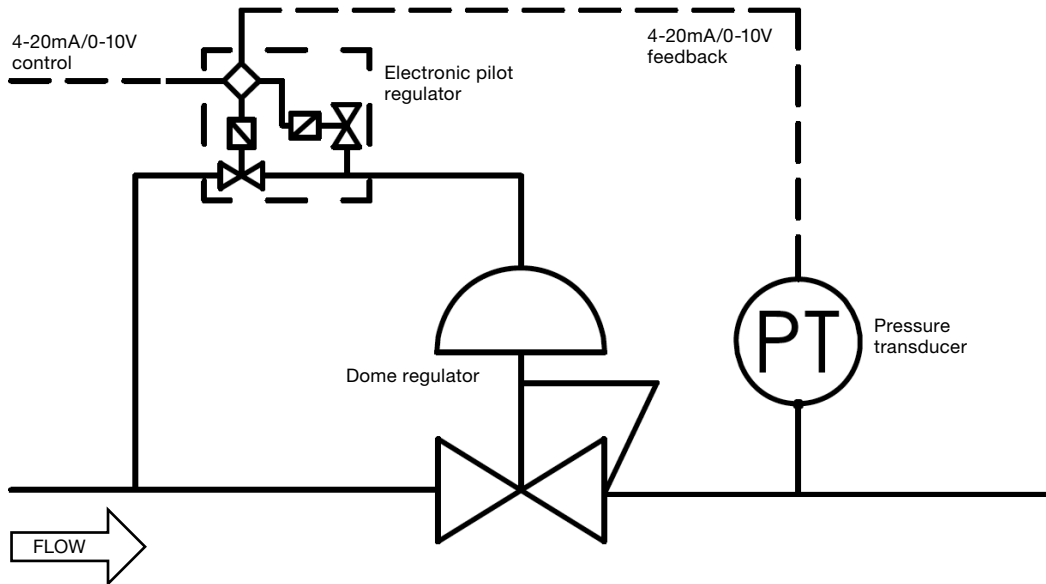 4-20mA/0-10V
control
4-20mA/0-10V
feedback
Electronic pilot
regulator
Dome regulator
PT
Pressure
transducer
FLOW